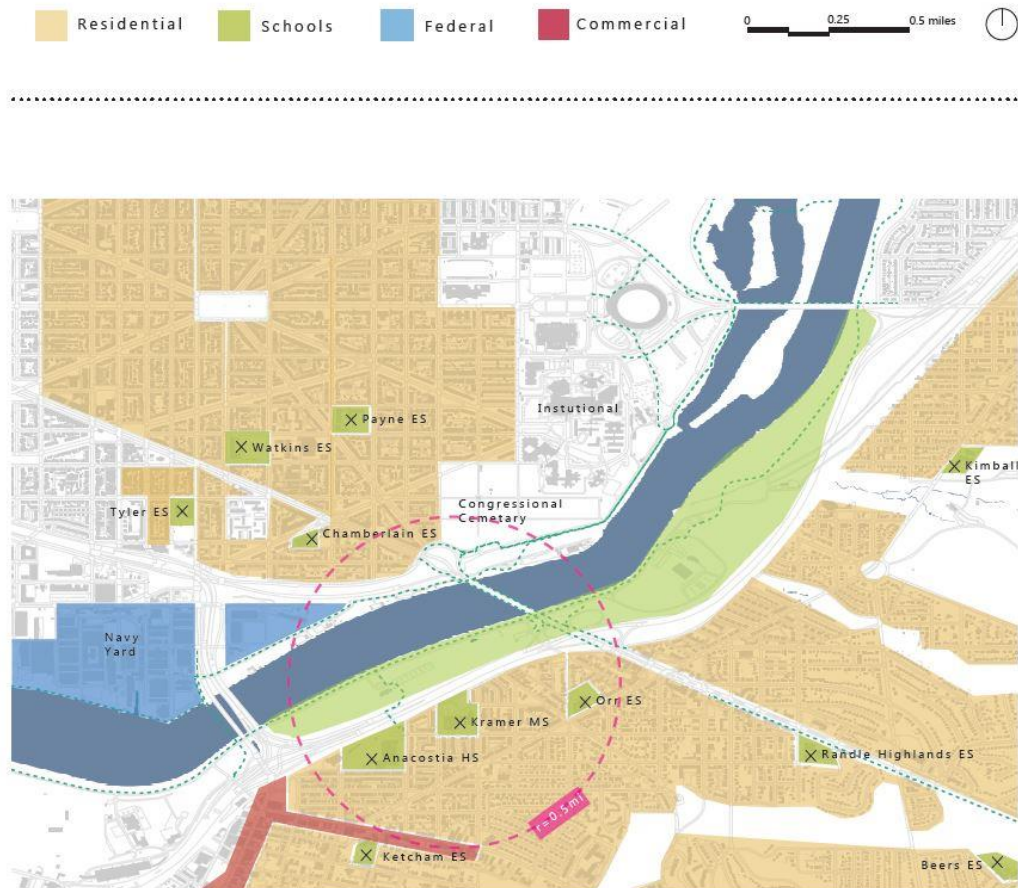 Residential
Schools
Federal
Commercial
0
0.25
0.5 miles
Payne ES
Instutional
Watkins ES
Kimball
ES
Tyler ES
Congressional
Cemetary
Chamberlain ES
Navy
Yard
Orr ES
Kramer MS
Anacostia HS
Randle Highlands ES
r=0.5mi
Ketcham ES
Beers ES